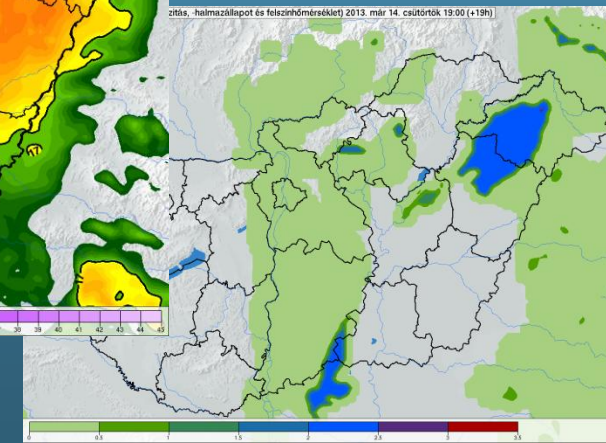 zitás, -halmazállapot és felszínhőmérséklet) 2013. már 14. csütörtök 19:00 (+19h)
38 39 40 41 42 43 44 45
0 0.5 1 1.5 2 2.5 3 3.5